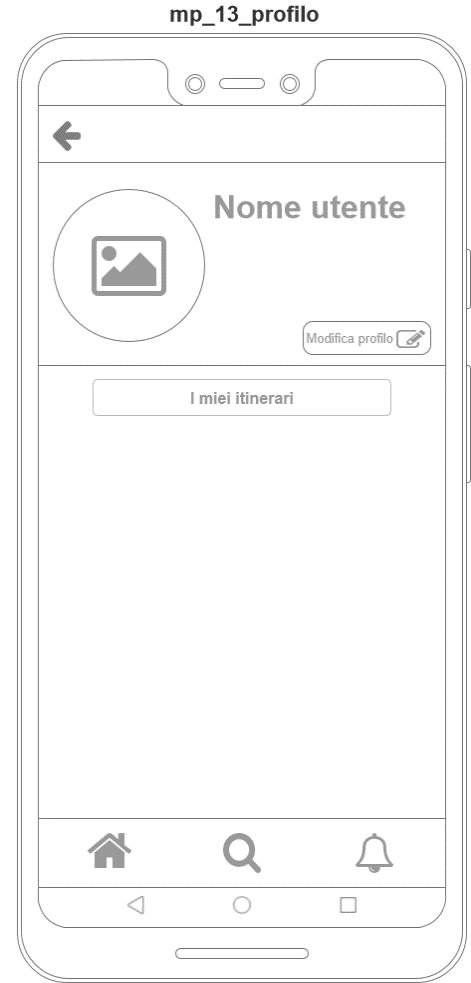 mp_13_profilo
Nome utente
Modifica profilo
I miei itinerari